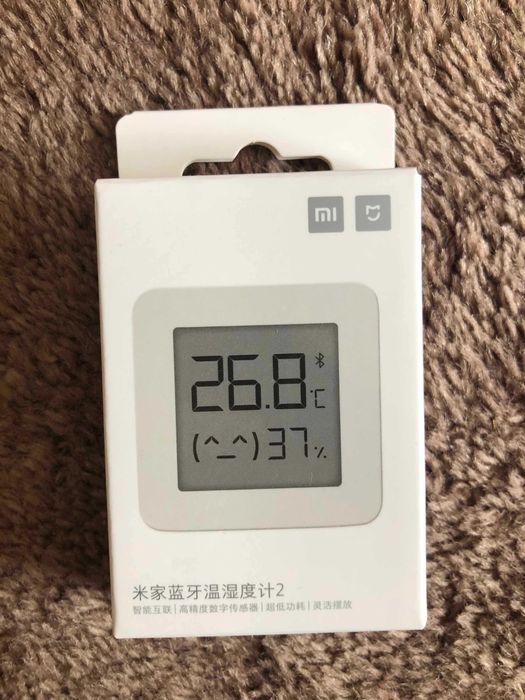 mi
26.8 °C
(^_^) 37 %
米家蓝牙温湿度计2
智能互联|高精度数字传感器|超低功耗|灵活摆放